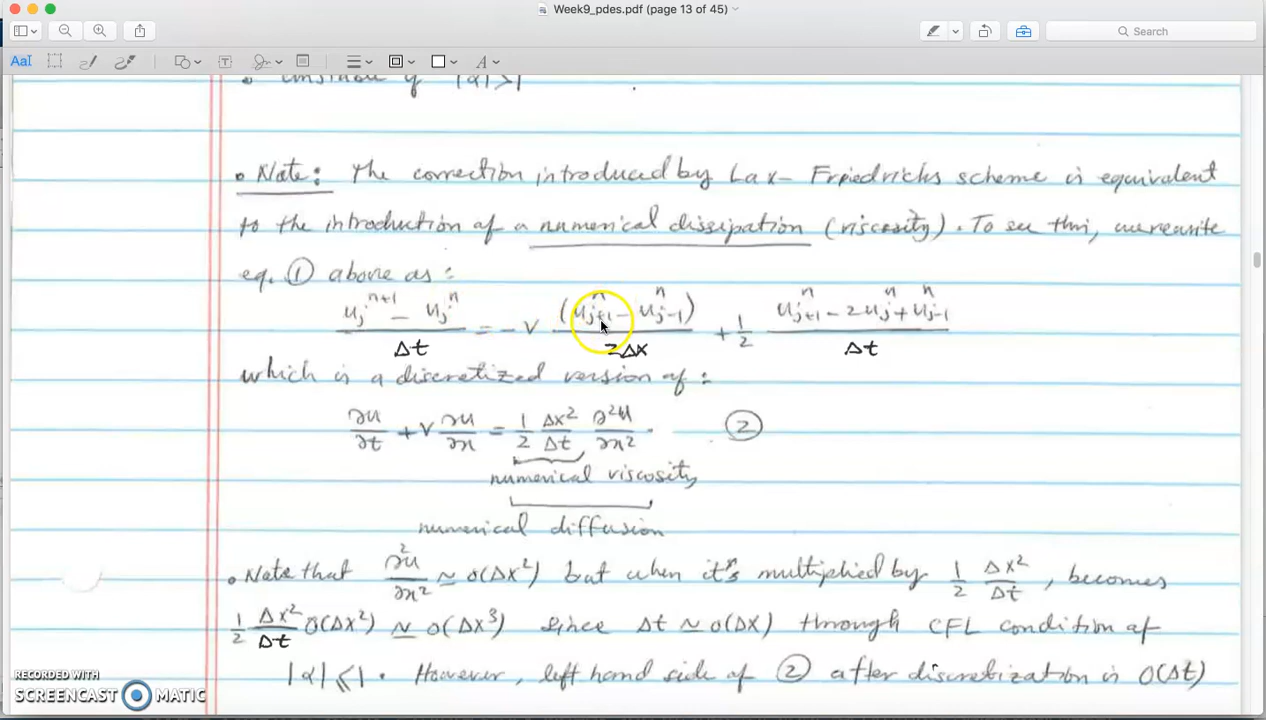 Week9_pdes.pdf (page 13 of 45)
Search
AaI
• unstable if |α|>1
• Note: The correction introduced by Lax-Friedrichs scheme is equivalent
to the introduction of a numerical dissipation (viscosity). To see this, we rewrite
eq. ① above as:
(u_j^{n+1} - u_j^n)/Δt = -v (u_{j+1}^n - u_{j-1}^n)/2Δx + 1/2 (u_{j+1}^n - 2u_j^n + u_{j-1}^n)/Δt
which is a discretized version of:
∂u/∂t + v ∂u/∂x = 1/2 Δx²/Δt ∂²u/∂x² ②
numerical viscosity
numerical diffusion
• Note that ∂²u/∂x² ≃ O(Δx²) but when it's multiplied by 1/2 Δx²/Δt, becomes
1/2 Δx²/Δt O(Δx²) ≃ O(Δx³) since Δt ≃ O(Δx) through CFL condition of
|α| ⩽ 1. However, left hand side of ② after discretization is O(Δt)
RECORDED WITH
SCREENCAST MATIC